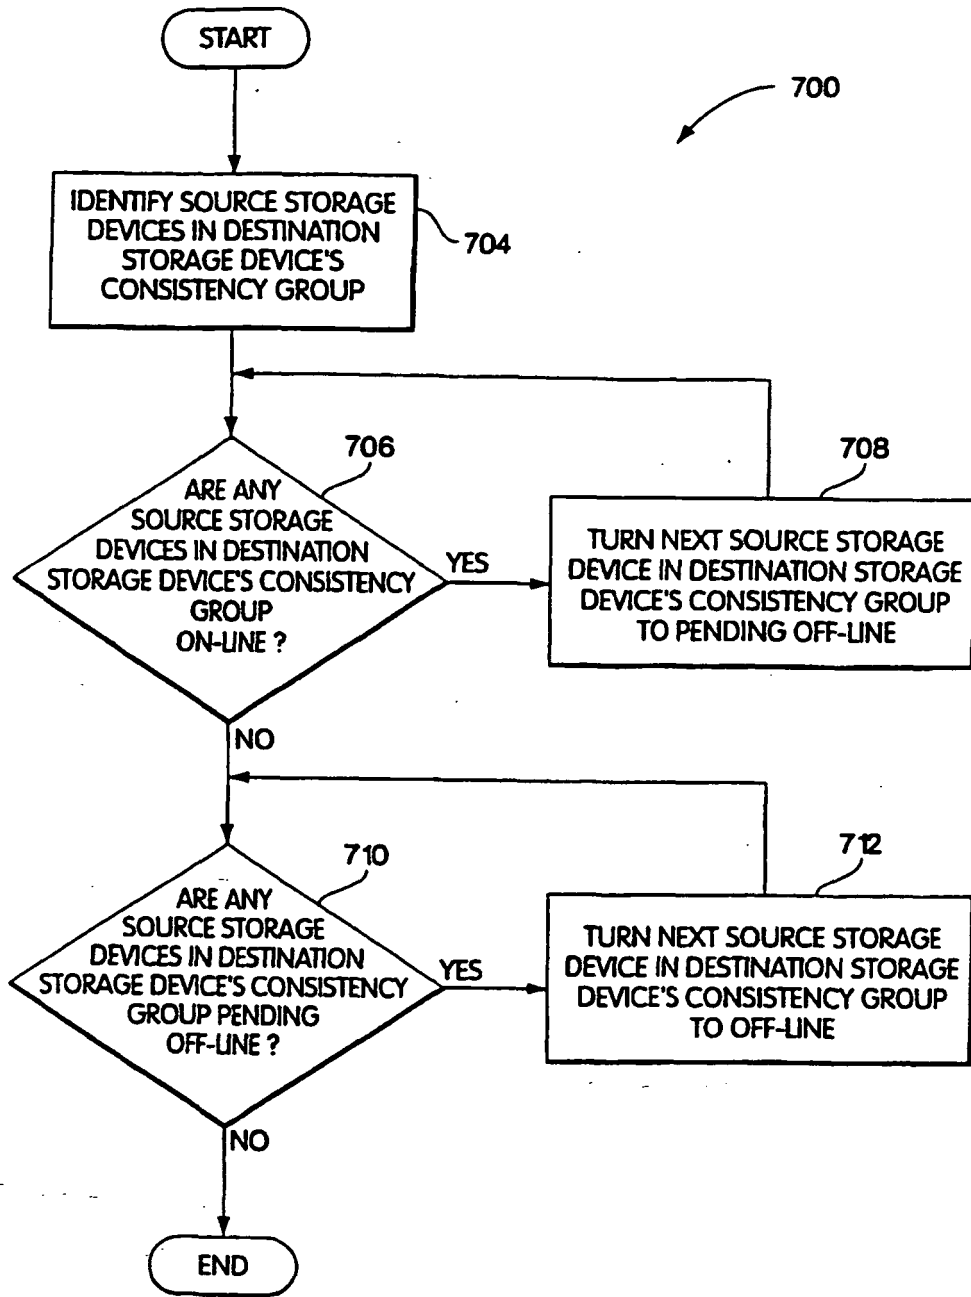 START
700
IDENTIFY SOURCE STORAGE
DEVICES IN DESTINATION
STORAGE DEVICE'S
CONSISTENCY GROUP
704
706
ARE ANY
SOURCE STORAGE
DEVICES IN DESTINATION
STORAGE DEVICE'S CONSISTENCY
GROUP
ON-LINE ?
YES
708
TURN NEXT SOURCE STORAGE
DEVICE IN DESTINATION STORAGE
DEVICE'S CONSISTENCY GROUP
TO PENDING OFF-LINE
NO
710
ARE ANY
SOURCE STORAGE
DEVICES IN DESTINATION
STORAGE DEVICE'S CONSISTENCY
GROUP PENDING
OFF-LINE ?
YES
712
TURN NEXT SOURCE STORAGE
DEVICE IN DESTINATION STORAGE
DEVICE'S CONSISTENCY GROUP
TO OFF-LINE
NO
END